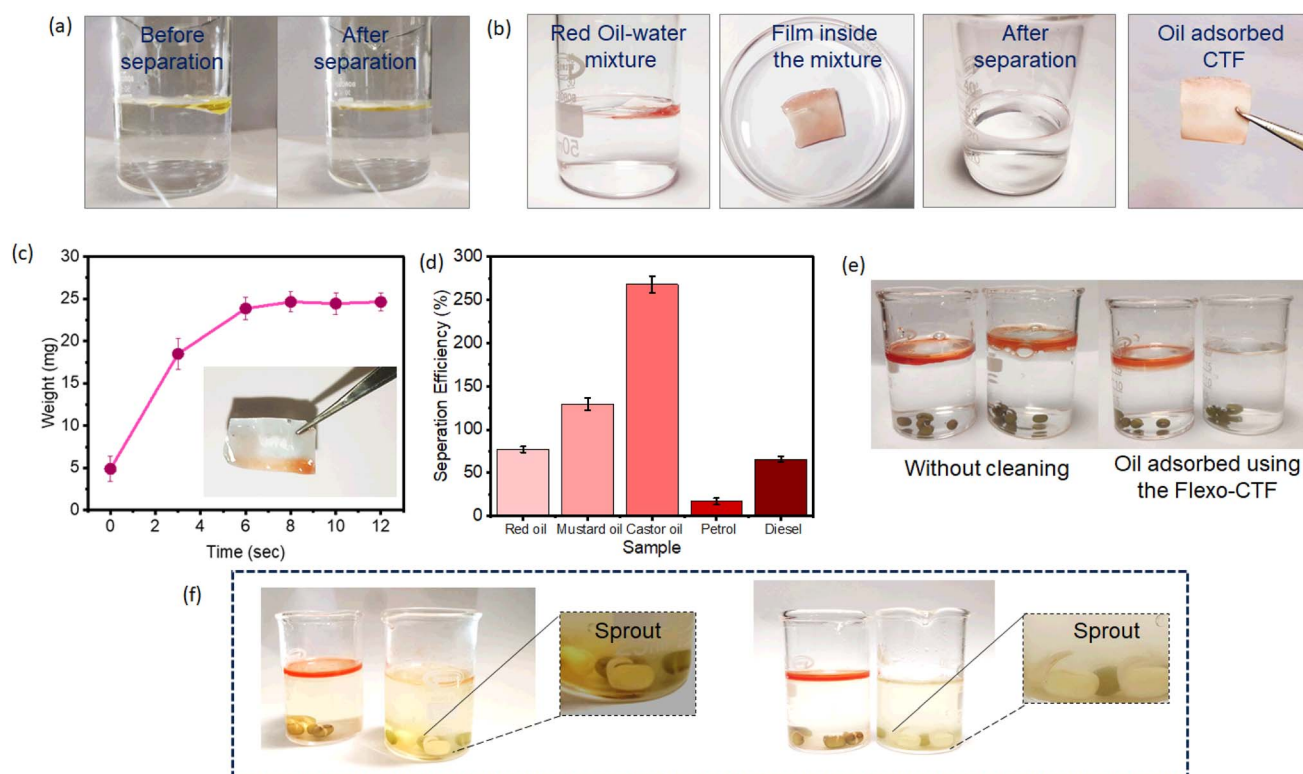 (a)
Before
separation
After
separation
(b)
Red Oil-water
mixture
Film inside
the mixture
After
separation
Oil adsorbed
CTF
50
(c)
30
25
20
15
10
5
0
Weight (mg)
0 2 4 6 8 10 12
Time (sec)
(d)
300
250
200
150
100
50
0
Seperation Efficiency (%)
Red oil Mustard oil Castor oil Petrol Diesel
Sample
(e)
Without cleaning
Oil adsorbed using
the Flexo-CTF
(f)
Sprout
Sprout